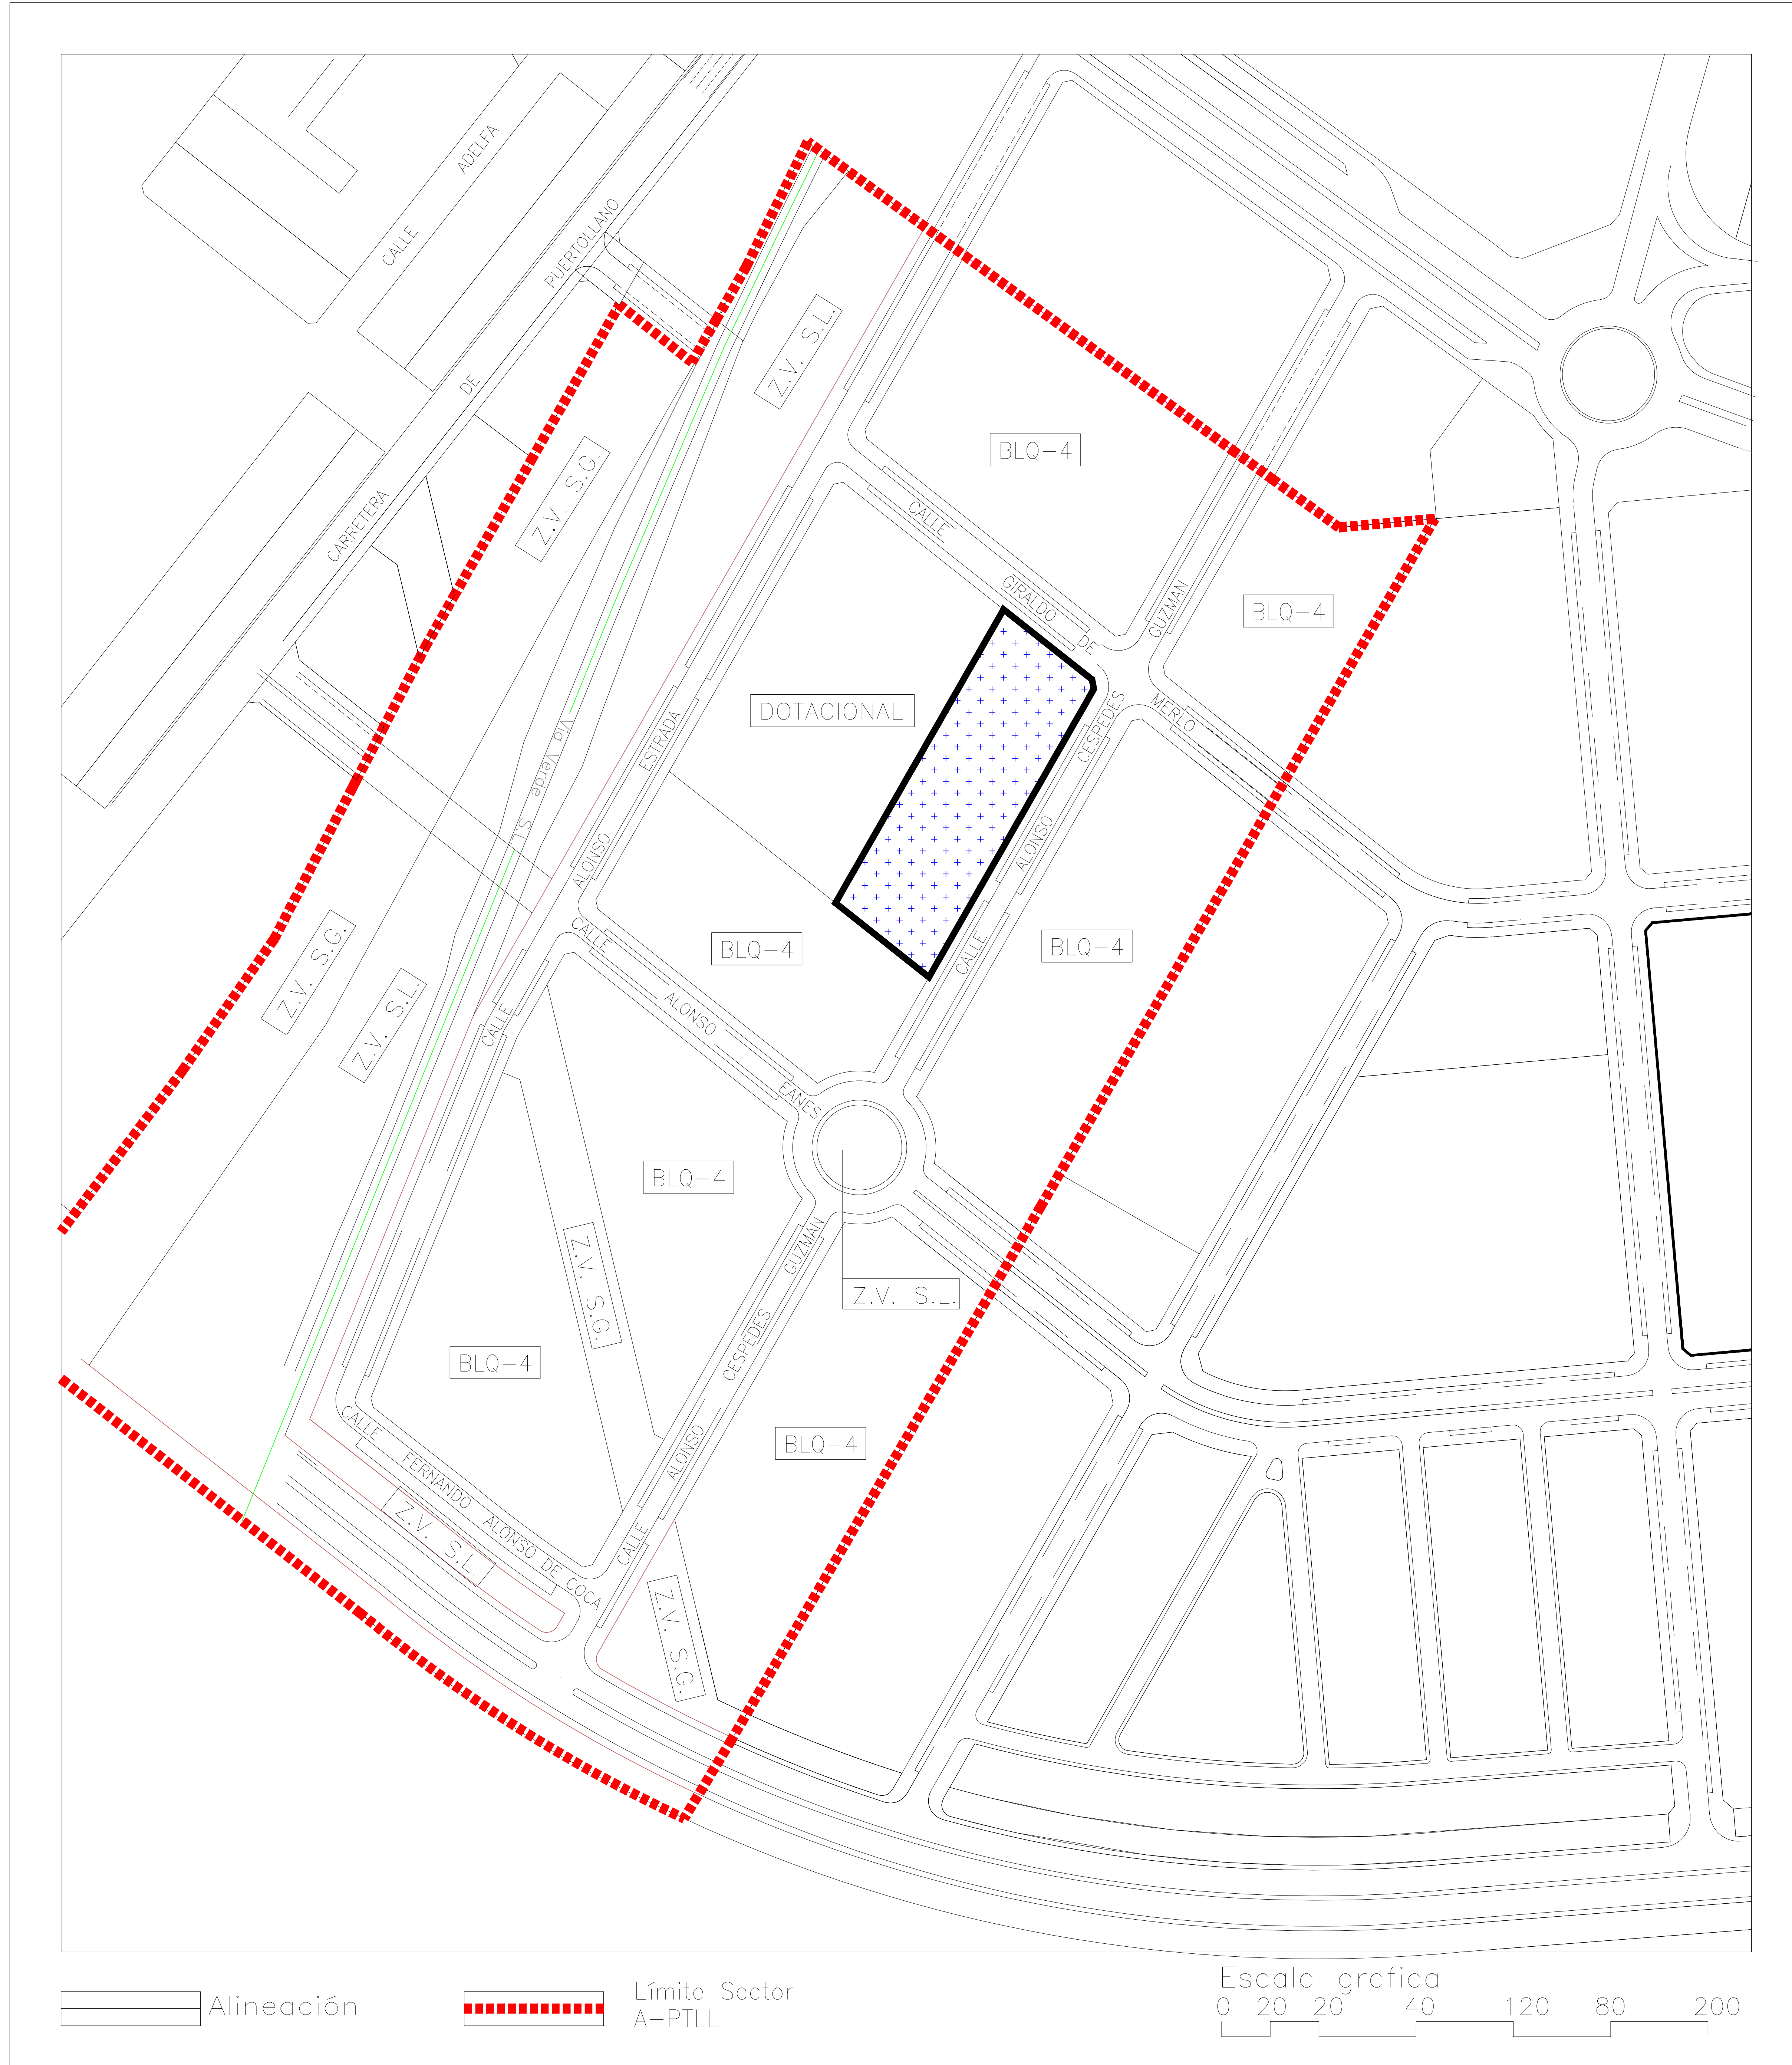 CALLE ADELFA
CARRETERA DE PUERTOLLANO
Z.V. S.L.
Z.V. S.G.
BLQ-4
CALLE GIRALDO DE MERLO
BLQ-4
DOTACIONAL
Vía Verde S.L.
CALLE ALONSO ESTRADA
CALLE ALONSO CESPEDES GUZMAN
BLQ-4
BLQ-4
Z.V. S.G.
Z.V. S.L.
CALLE ALONSO EANES
BLQ-4
Z.V. S.G.
Z.V. S.L.
BLQ-4
CALLE ALONSO CESPEDES GUZMAN
BLQ-4
CALLE FERNANDO ALONSO DE COCA
Z.V. S.L.
Z.V. S.G.
Alineación
Límite Sector
A-PTLL
Escala grafica
0 20 20 40 120 80 200